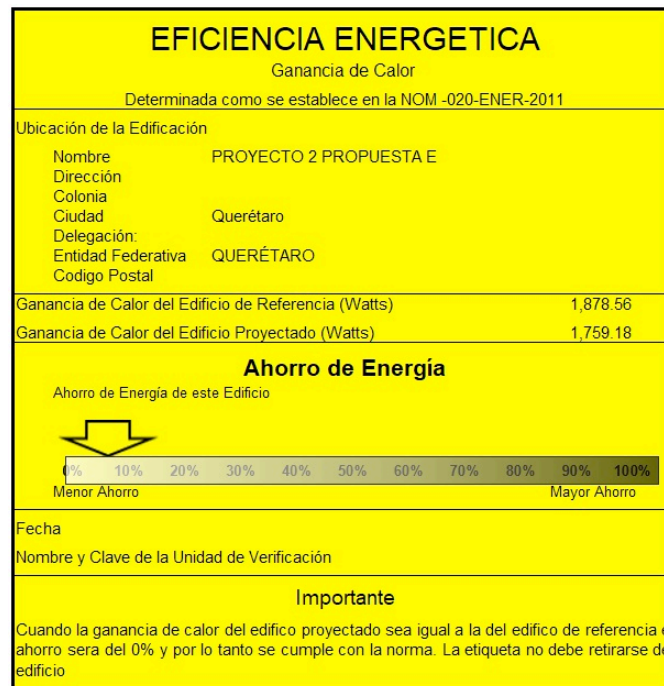 EFICIENCIA ENERGETICA
Ganancia de Calor
Determinada como se establece en la NOM -020-ENER-2011
Ubicación de la Edificación
Nombre PROYECTO 2 PROPUESTA E
Dirección
Colonia
Ciudad Querétaro
Delegación:
Entidad Federativa QUERÉTARO
Codigo Postal
Ganancia de Calor del Edificio de Referencia (Watts) 1,878.56
Ganancia de Calor del Edificio Proyectado (Watts) 1,759.18
Ahorro de Energía
Ahorro de Energía de este Edificio
0% 10% 20% 30% 40% 50% 60% 70% 80% 90% 100%
Menor Ahorro Mayor Ahorro
Fecha
Nombre y Clave de la Unidad de Verificación
Importante
Cuando la ganancia de calor del edifico proyectado sea igual a la del edifico de referencia e
ahorro sera del 0% y por lo tanto se cumple con la norma. La etiqueta no debe retirarse de
edificio